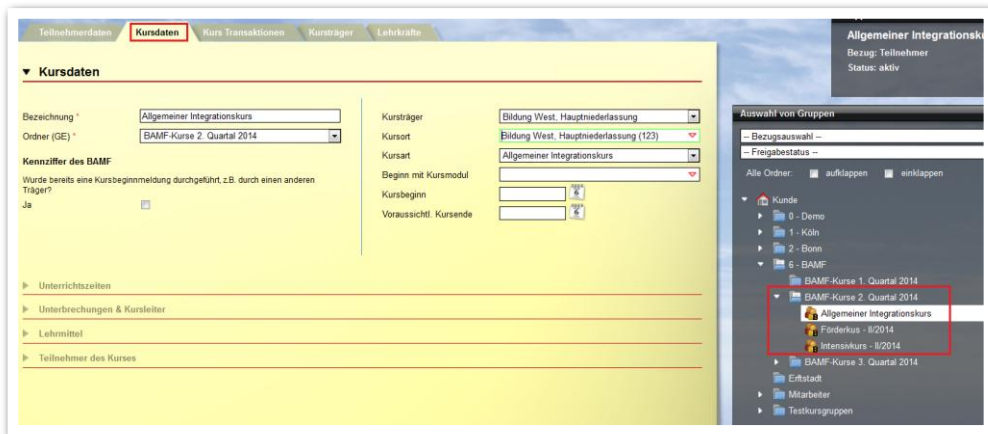 Teilnehmerdaten
Kursdaten
Kurs Transaktionen
Kursträger
Lehrkräfte
Kursdaten
Bezeichnung *
Allgemeiner Integrationskurs
Ordner (GE) *
BAMF-Kurse 2. Quartal 2014
Kennziffer des BAMF
Wurde bereits eine Kursbeginnmeldung durchgeführt, z.B. durch einen anderen
Träger?
Ja
Kursträger
Bildung West, Hauptniederlassung
Kursort
Bildung West, Hauptniederlassung (123)
Kursart
Allgemeiner Integrationskurs
Beginn mit Kursmodul
Kursbeginn
Voraussichtl. Kursende
Unterrichtszeiten
Unterbrechungen & Kursleiter
Lehrmittel
Teilnehmer des Kurses
Allgemeiner Integrationsku
Bezug: Teilnehmer
Status: aktiv
Auswahl von Gruppen
-- Bezugsauswahl --
-- Freigabestatus --
Alle Ordner:
aufklappen
einklappen
Kunde
0 - Demo
1 - Köln
2 - Bonn
6 - BAMF
BAMF-Kurse 1. Quartal 2014
BAMF-Kurse 2. Quartal 2014
Allgemeiner Integrationskurs
Förderkus - II/2014
Intensivkurs - II/2014
BAMF-Kurse 3. Quartal 2014
Erftstadt
Mitarbeiter
Testkursgruppen